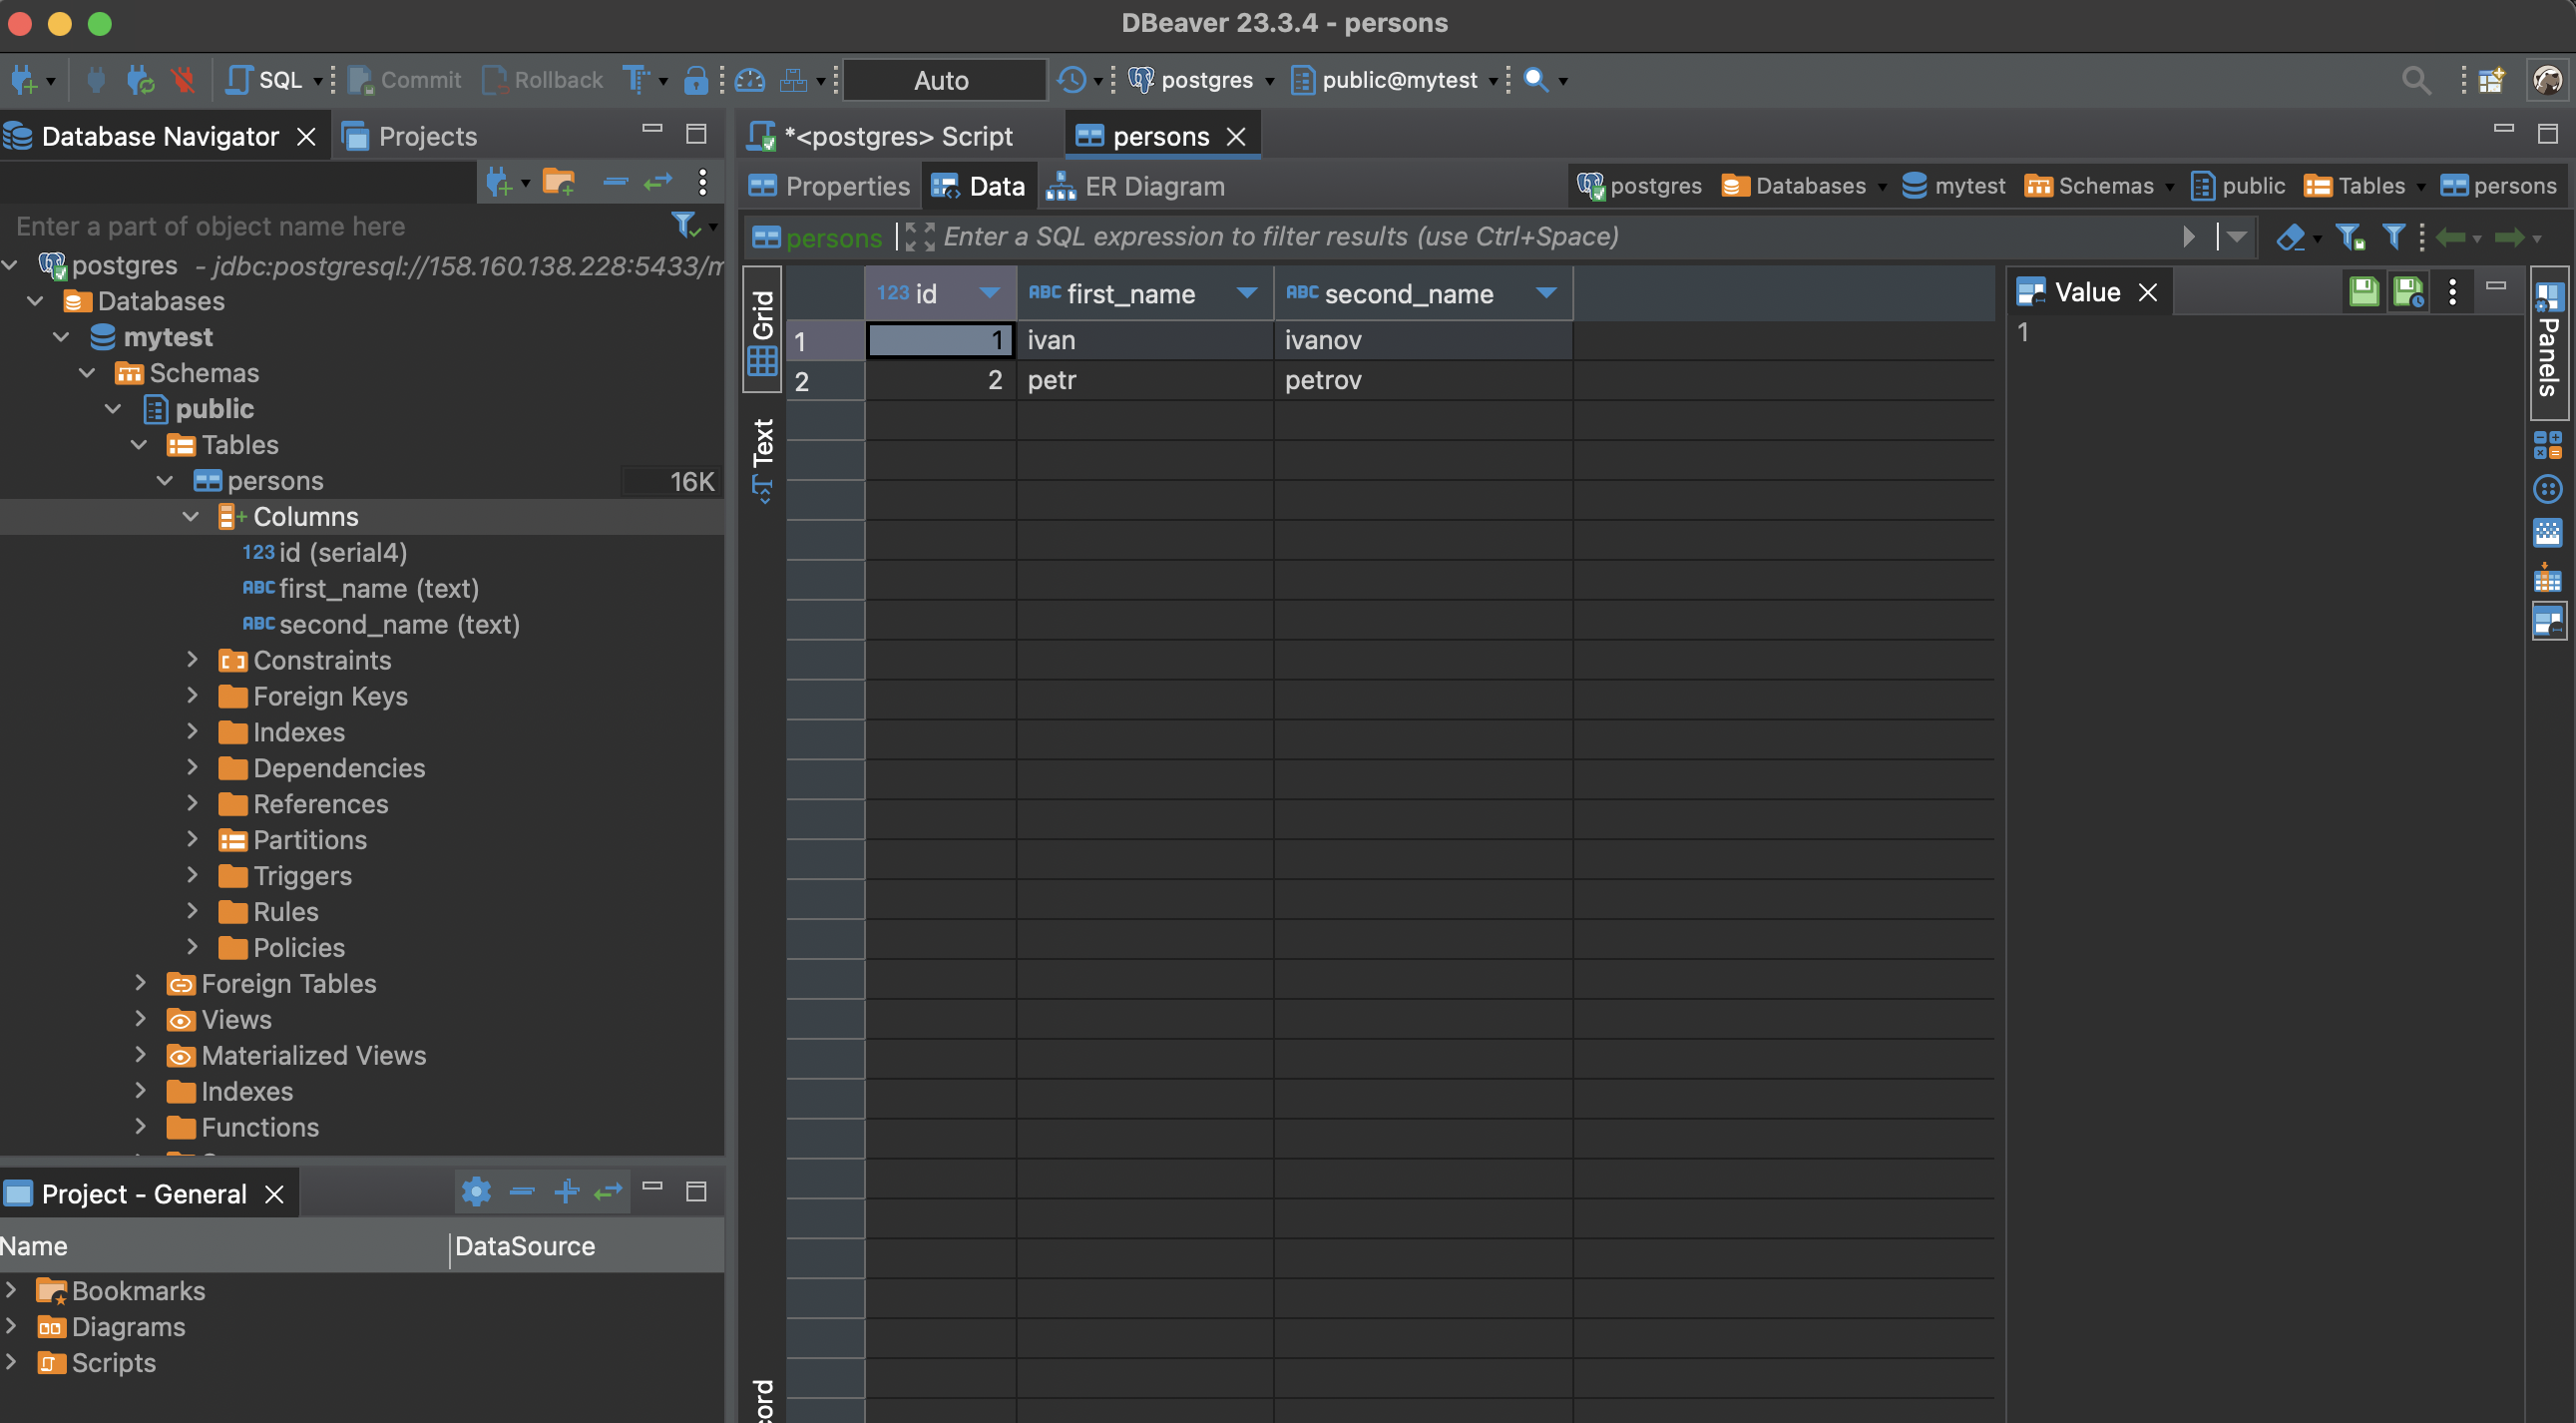 DBeaver 23.3.4 - persons
SQL Commit Rollback Auto postgres public@mytest
Database Navigator Projects
Enter a part of object name here
postgres - jdbc:postgresql://158.160.138.228:5433/m
Databases
mytest
Schemas
public
Tables
persons 16K
Columns
123 id (serial4)
ABC first_name (text)
ABC second_name (text)
Constraints
Foreign Keys
Indexes
Dependencies
References
Partitions
Triggers
Rules
Policies
Foreign Tables
Views
Materialized Views
Indexes
Functions
Project - General
Name DataSource
Bookmarks
Diagrams
Scripts
*<postgres> Script persons
Properties Data ER Diagram postgres Databases mytest Schemas public Tables persons
persons Enter a SQL expression to filter results (use Ctrl+Space)
Grid
Text
cord
123 id ABC first_name ABC second_name
1 1 ivan ivanov
2 2 petr petrov
Value
1
Panels